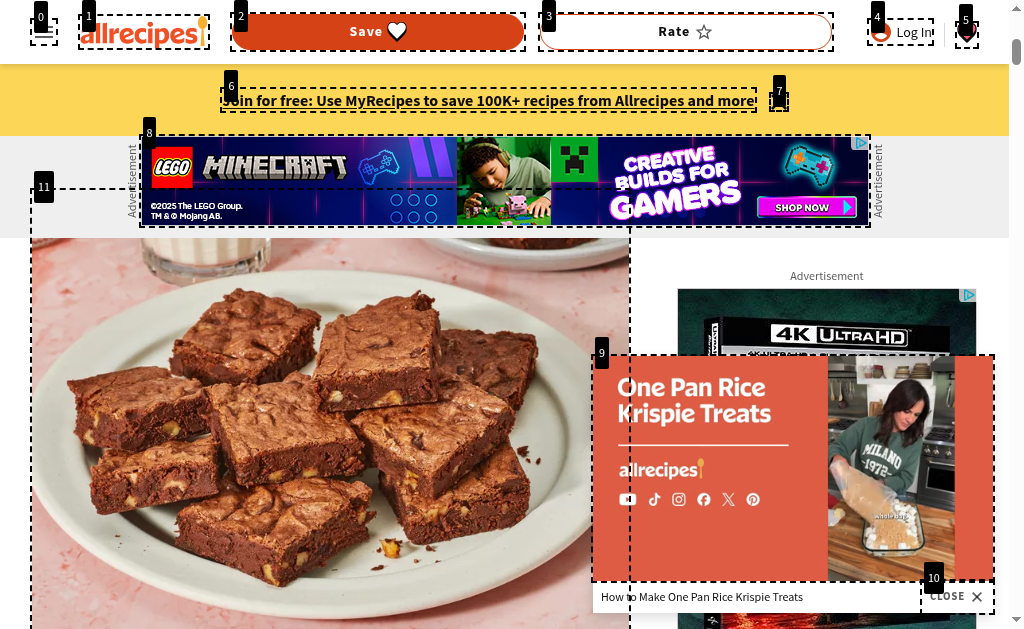 0
1
2
3
4
5
allrecipes
Save
Rate
Log In
6
7
Join for free: Use MyRecipes to save 100K+ recipes from Allrecipes and more
8
Advertisement
LEGO
MINECRAFT
©2025 The LEGO Group.
TM & © Mojang AB.
CREATIVE
BUILDS FOR
GAMERS
SHOP NOW
Advertisement
11
Advertisement
4K ULTRA HD
9
One Pan Rice
Krispie Treats
allrecipes
MILANO
1972
whole bag.
10
How to Make One Pan Rice Krispie Treats
CLOSE